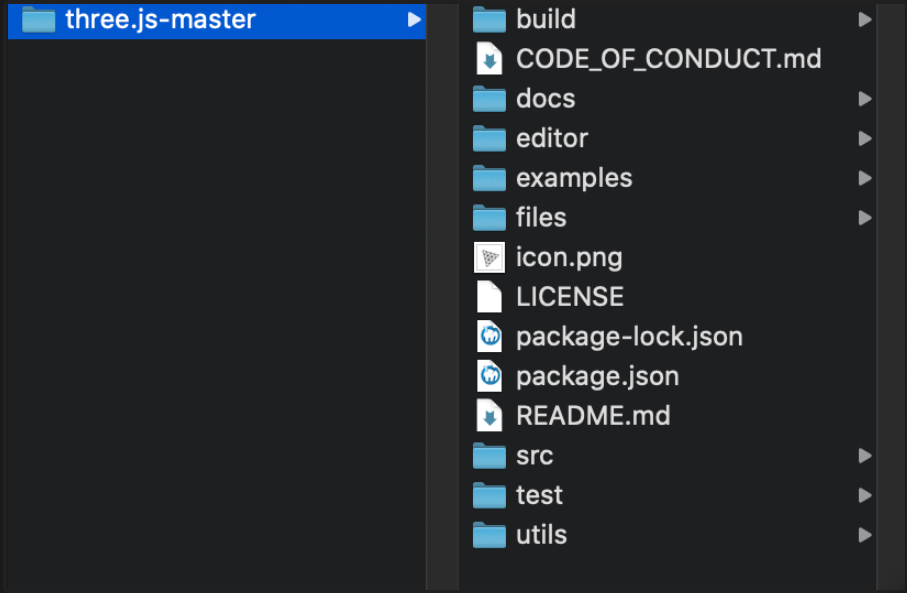 three.js-master
build
CODE_OF_CONDUCT.md
docs
editor
examples
files
icon.png
LICENSE
package-lock.json
package.json
README.md
src
test
utils